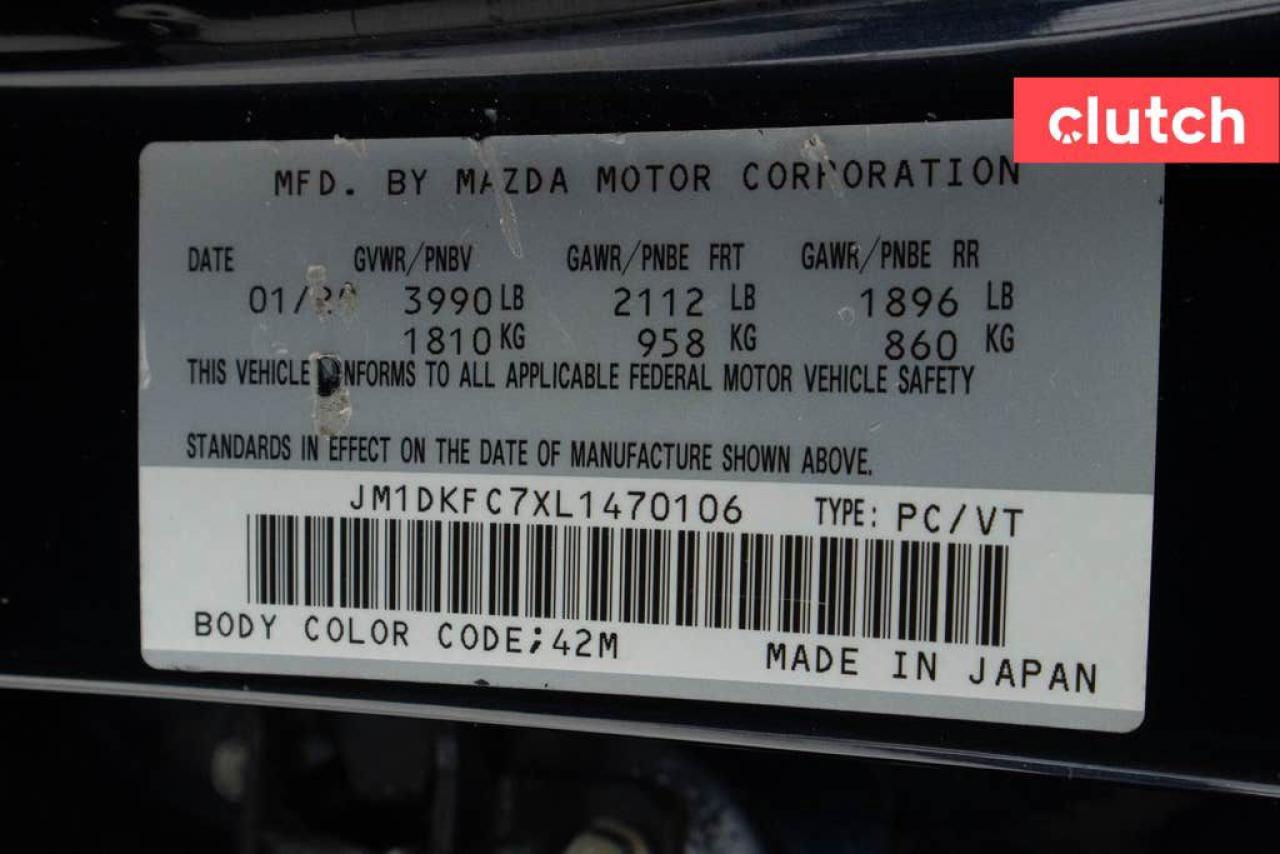 clutch
MFD. BY MAZDA MOTOR CORPORATION
DATE GVWR/PNBV GAWR/PNBE FRT GAWR/PNBE RR
01/20 3990 LB 2112 LB 1896 LB
1810 KG 958 KG 860 KG
THIS VEHICLE CONFORMS TO ALL APPLICABLE FEDERAL MOTOR VEHICLE SAFETY
STANDARDS IN EFFECT ON THE DATE OF MANUFACTURE SHOWN ABOVE.
JM1DKFC7XL1470106 TYPE: PC/VT
BODY COLOR CODE;42M
MADE IN JAPAN